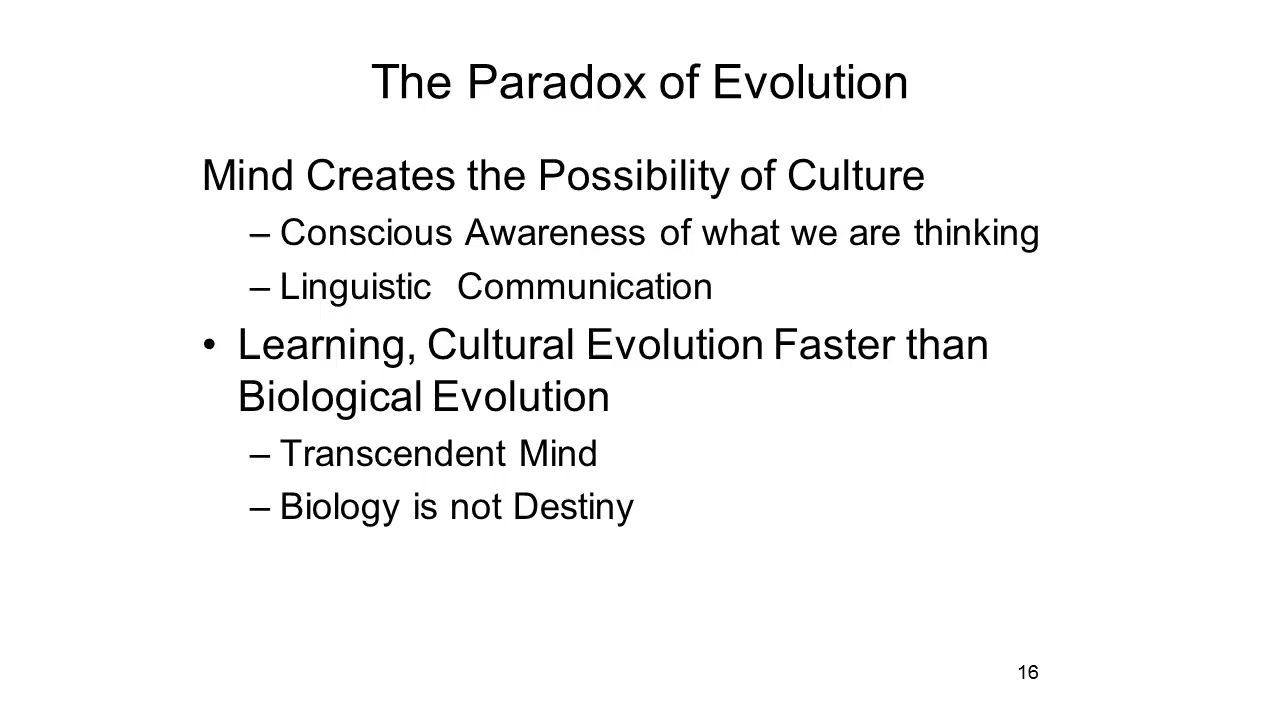 The Paradox of Evolution
Mind Creates the Possibility of Culture
– Conscious Awareness of what we are thinking
– Linguistic  Communication
• Learning, Cultural Evolution Faster than
Biological Evolution
– Transcendent Mind
– Biology is not Destiny
16